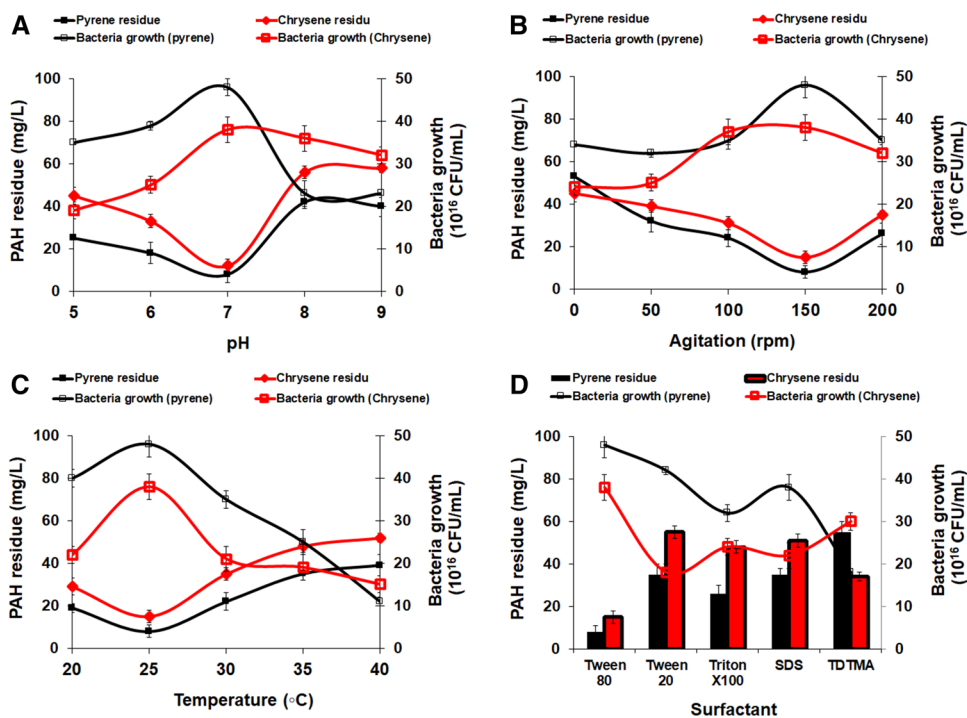 A
Pyrene residue
Chrysene residu
Bacteria growth (pyrene)
Bacteria growth (Chrysene)
PAH residue (mg/L)
100
80
60
40
20
0
5
6
7
8
9
pH
50
40
30
20
10
0
Bacteria growth
(10¹⁶ CFU/mL)
B
Pyrene residue
Chrysene residu
Bacteria growth (pyrene)
Bacteria growth (Chrysene)
PAH residue (mg/L)
100
80
60
40
20
0
0
50
100
150
200
Agitation (rpm)
50
40
30
20
10
0
Bacteria growth
(10¹⁶ CFU/mL)
C
Pyrene residue
Chrysene residu
Bacteria growth (pyrene)
Bacteria growth (Chrysene)
PAH residue (mg/L)
100
80
60
40
20
0
20
25
30
35
40
Temperature (◦C)
50
40
30
20
10
0
Bacteria growth
(10¹⁶ CFU/mL)
D
Pyrene residue
Chrysene residu
Bacteria growth (pyrene)
Bacteria growth (Chrysene)
PAH residue (mg/L)
100
80
60
40
20
0
Tween
80
Tween
20
Triton
X100
SDS
TDTMA
Surfactant
50
40
30
20
10
0
Bacteria growth
(10¹⁶ CFU/mL)